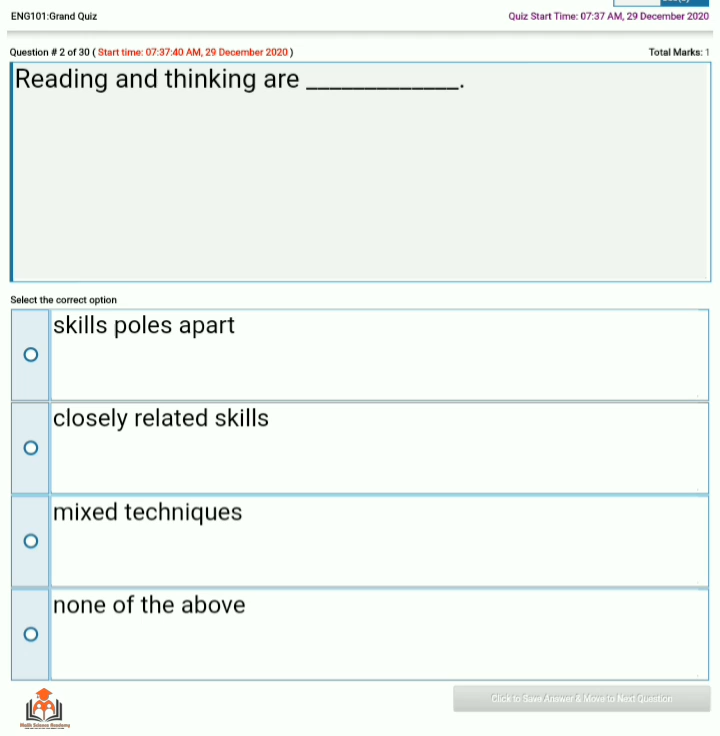 ENG101:Grand Quiz
Quiz Start Time: 07:37 AM, 29 December 2020
Question # 2 of 30 ( Start time: 07:37:40 AM, 29 December 2020 )
Total Marks: 1
Reading and thinking are _____________.
Select the correct option
skills poles apart
closely related skills
mixed techniques
none of the above
Click to Save Answer & Move to Next Question